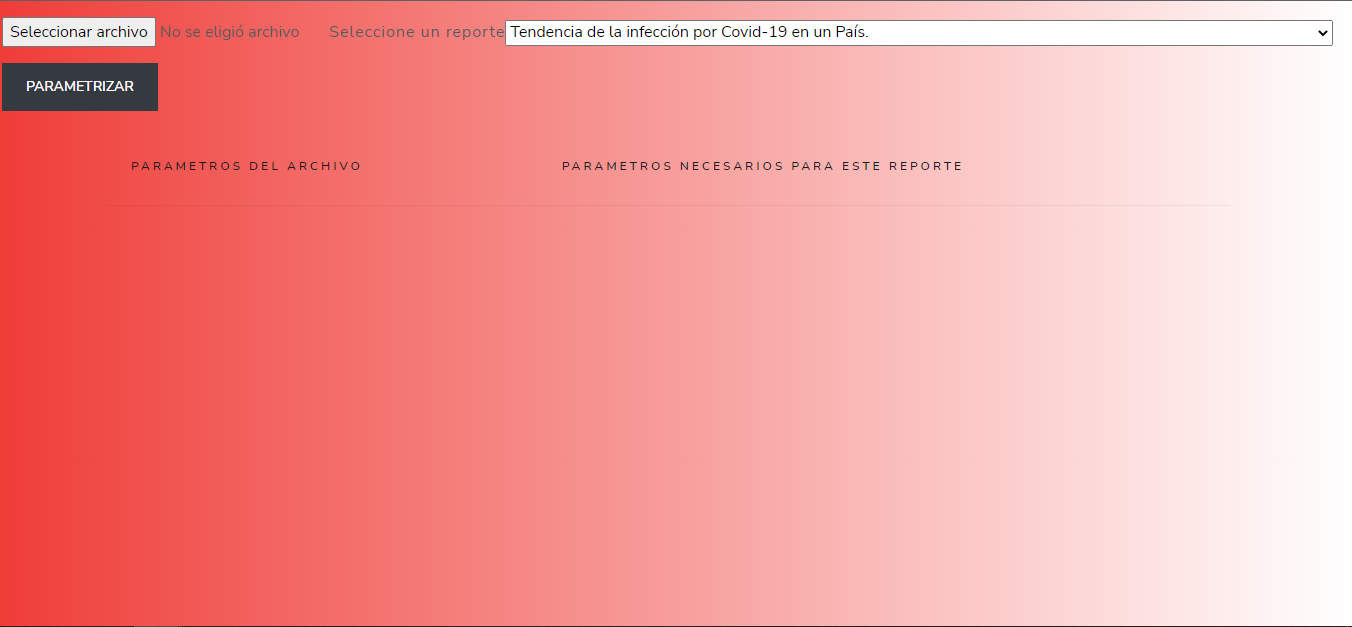 Seleccionar archivo No se eligió archivo Seleccione un reporte Tendencia de la infección por Covid-19 en un País.
PARAMETRIZAR
PARAMETROS DEL ARCHIVO PARAMETROS NECESARIOS PARA ESTE REPORTE